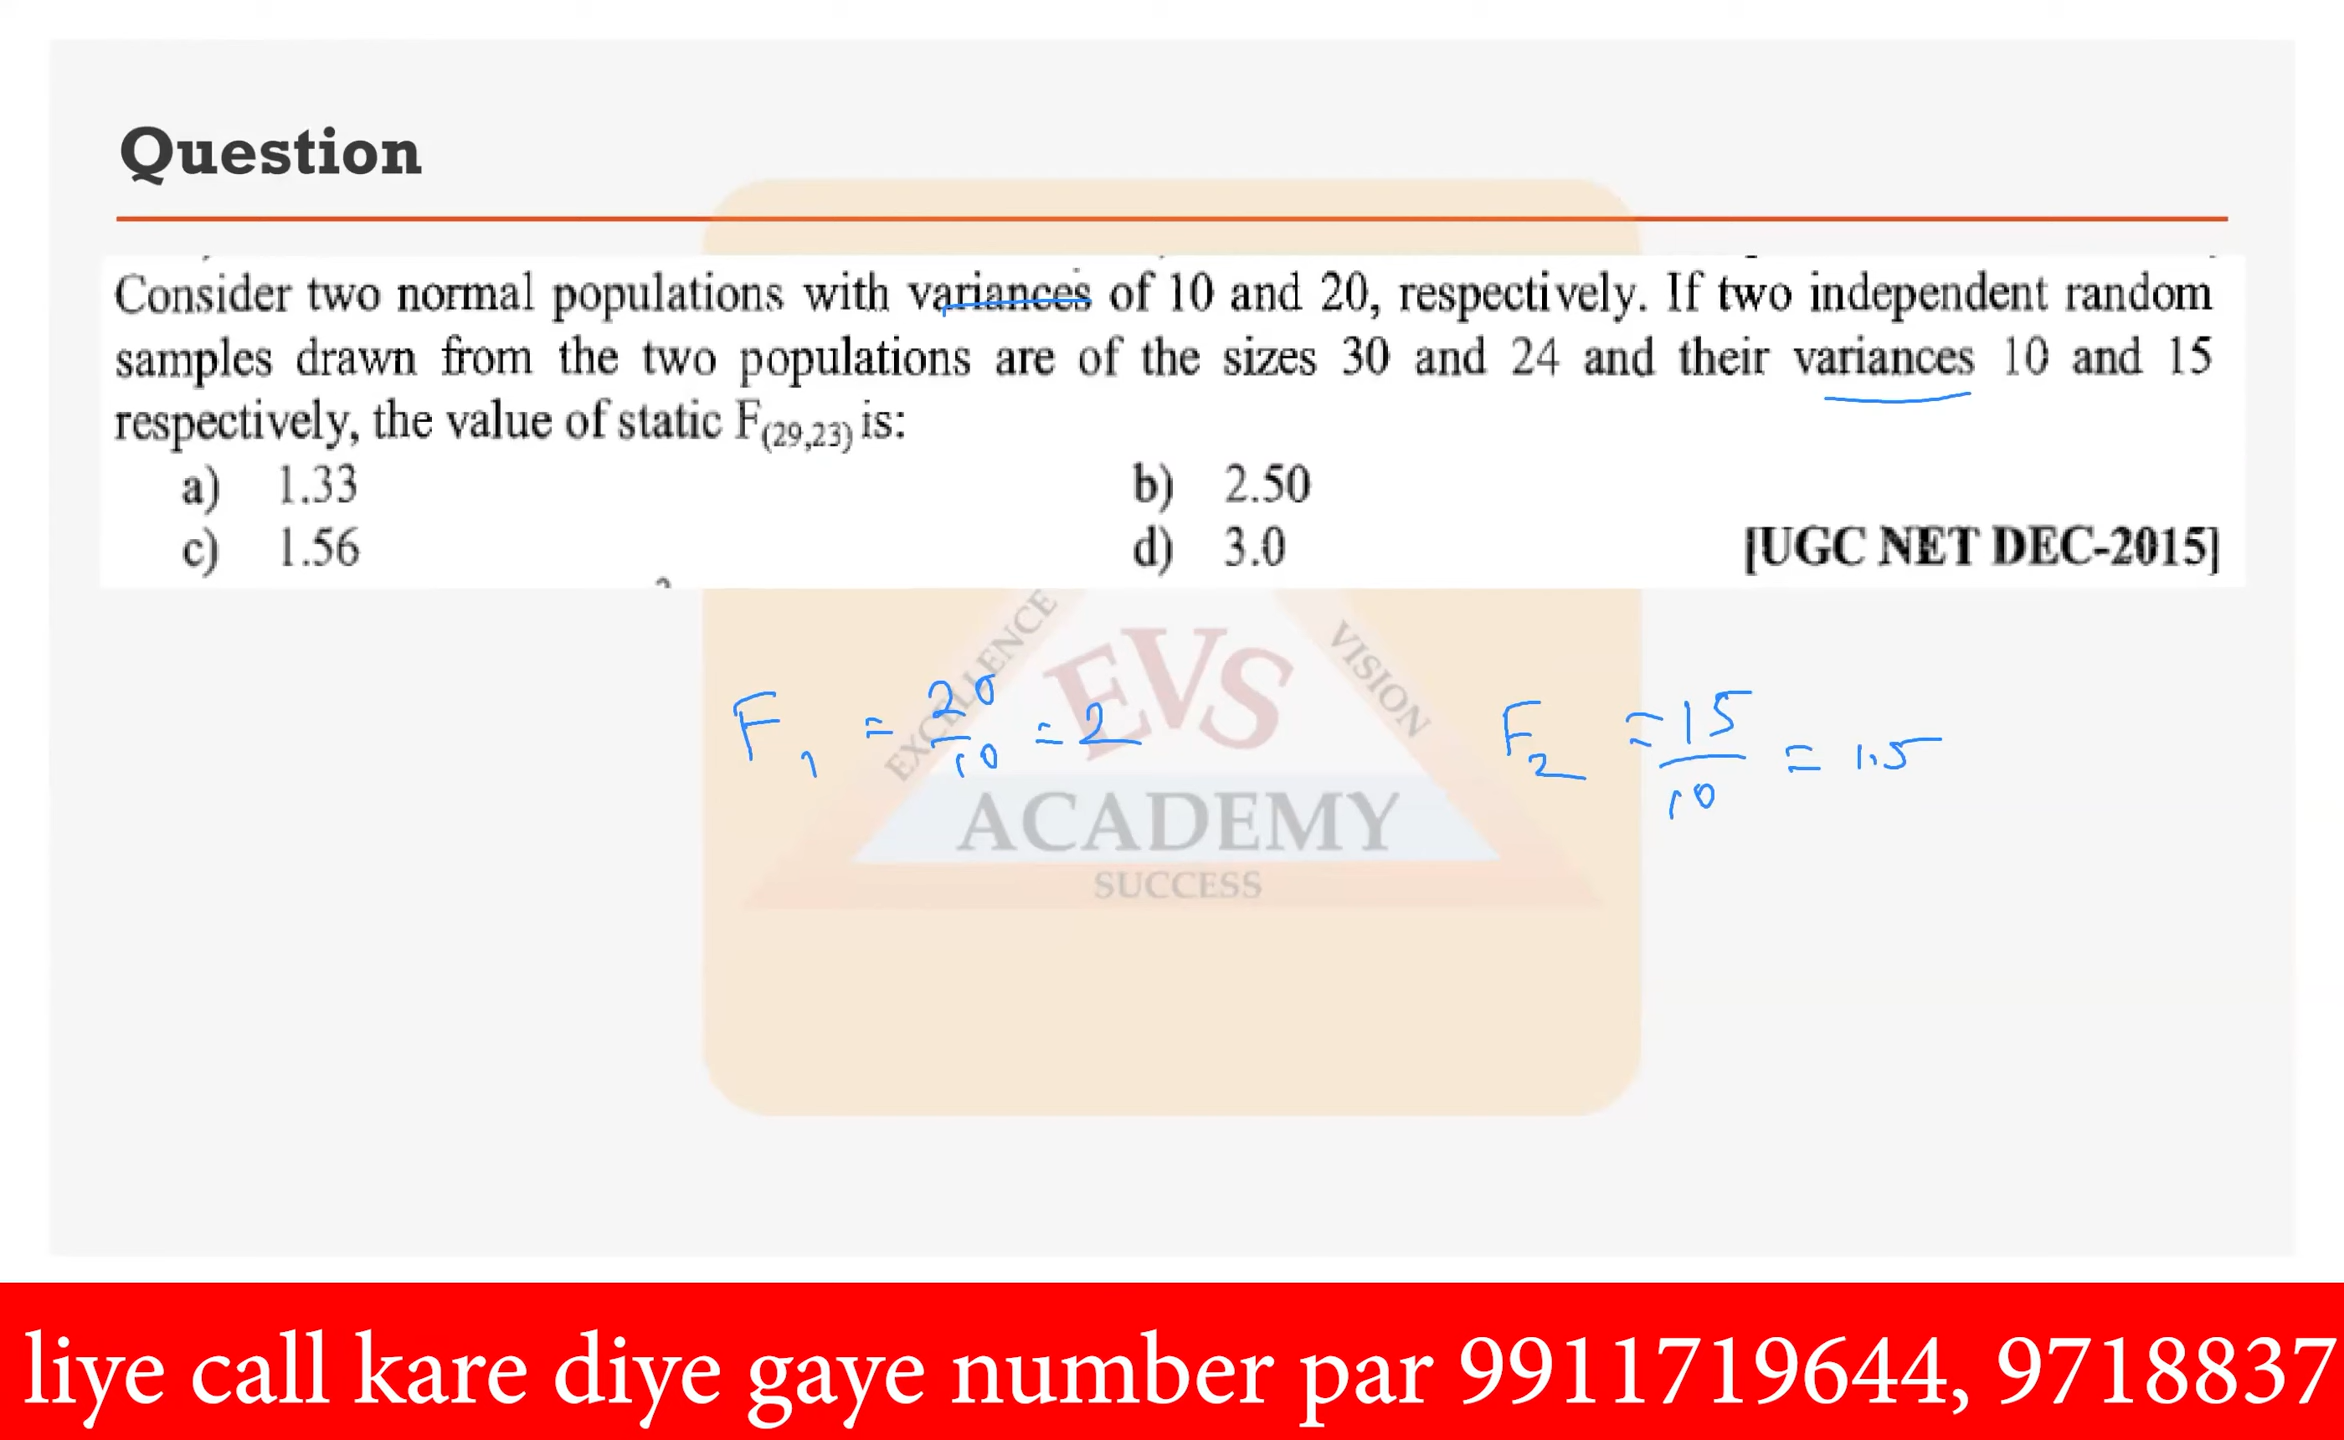 Question
Consider two normal populations with variances of 10 and 20, respectively. If two independent random
samples drawn from the two populations are of the sizes 30 and 24 and their variances 10 and 15
respectively, the value of static F(29,23) is:
a) 1.33 b) 2.50
c) 1.56 d) 3.0 [UGC NET DEC-2015]
EXCELLENCE VISION
EVS
F1 = 20/10 = 2 F2 = 15/10 = 1.5
ACADEMY
SUCCESS
liye call kare diye gaye number par 9911719644, 9718837